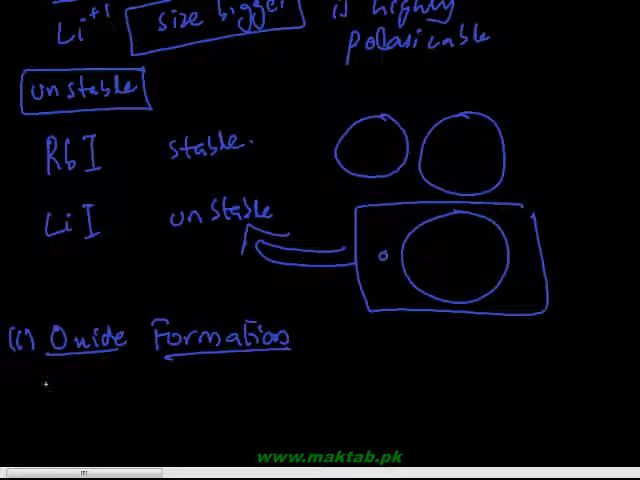 Li+1 size bigger is highly
polarizable
unstable
RbI stable.
LiI unstable
(c) Oxide Formation
www.maktab.pk